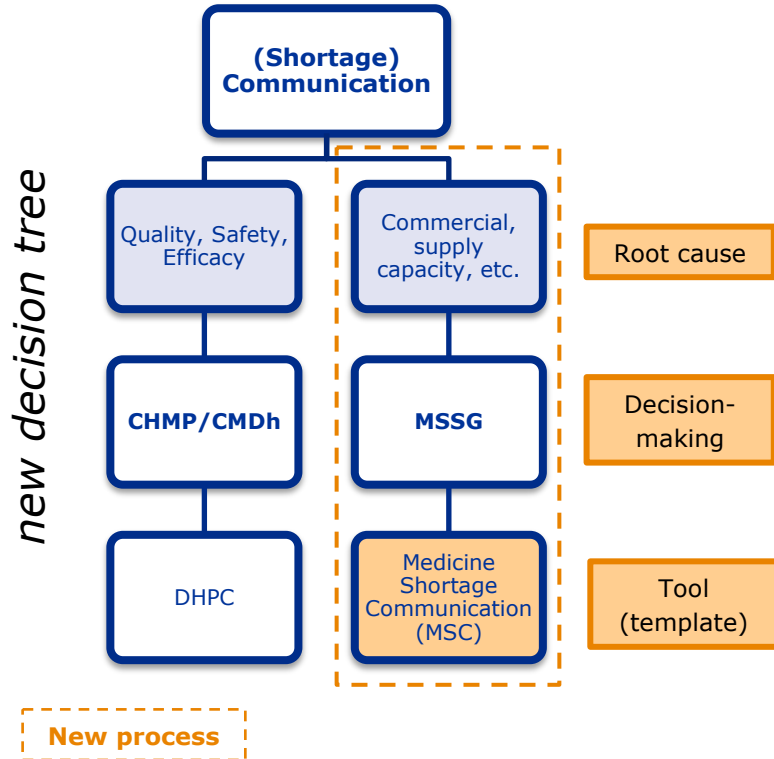 (Shortage)
Communication
new decision tree
Quality, Safety,
Efficacy
Commercial,
supply
capacity, etc.
Root cause
CHMP/CMDh
MSSG
Decision-
making
DHPC
Medicine
Shortage
Communication
(MSC)
Tool
(template)
New process